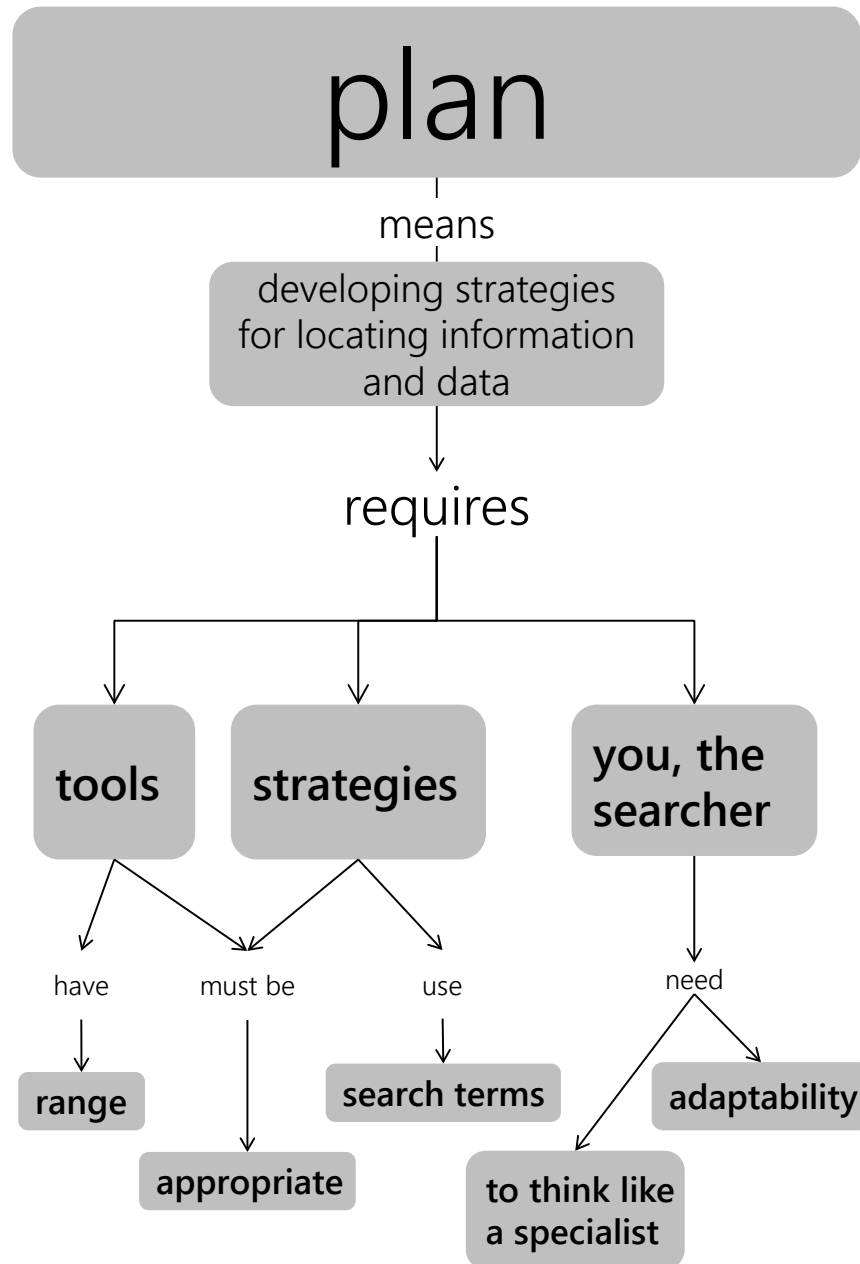 plan
means
developing strategies
for locating information
and data
requires
tools
strategies
you, the
searcher
have
must be
use
need
range
search terms
adaptability
appropriate
to think like
a specialist